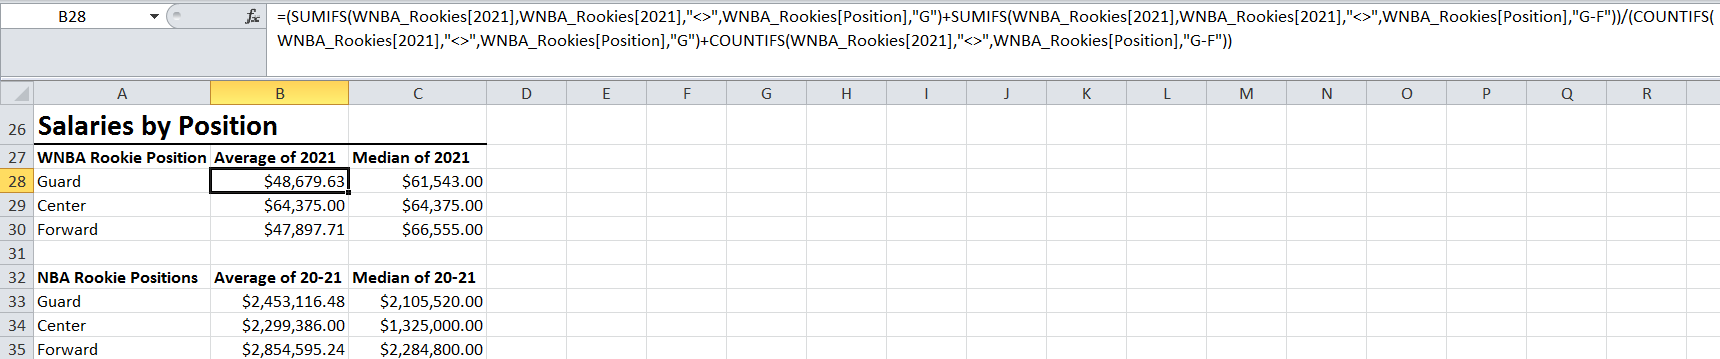 B28 fx =(SUMIFS(WNBA_Rookies[2021],WNBA_Rookies[2021],"<>",WNBA_Rookies[Position],"G")+SUMIFS(WNBA_Rookies[2021],WNBA_Rookies[2021],"<>",WNBA_Rookies[Position],"G-F"))/(COUNTIFS(
WNBA_Rookies[2021],"<>",WNBA_Rookies[Position],"G")+COUNTIFS(WNBA_Rookies[2021],"<>",WNBA_Rookies[Position],"G-F"))
A B C D E F G H I J K L M N O P Q R
26 Salaries by Position
27 WNBA Rookie Position Average of 2021 Median of 2021
28 Guard $48,679.63 $61,543.00
29 Center $64,375.00 $64,375.00
30 Forward $47,897.71 $66,555.00
31
32 NBA Rookie Positions Average of 20-21 Median of 20-21
33 Guard $2,453,116.48 $2,105,520.00
34 Center $2,299,386.00 $1,325,000.00
35 Forward $2,854,595.24 $2,284,800.00